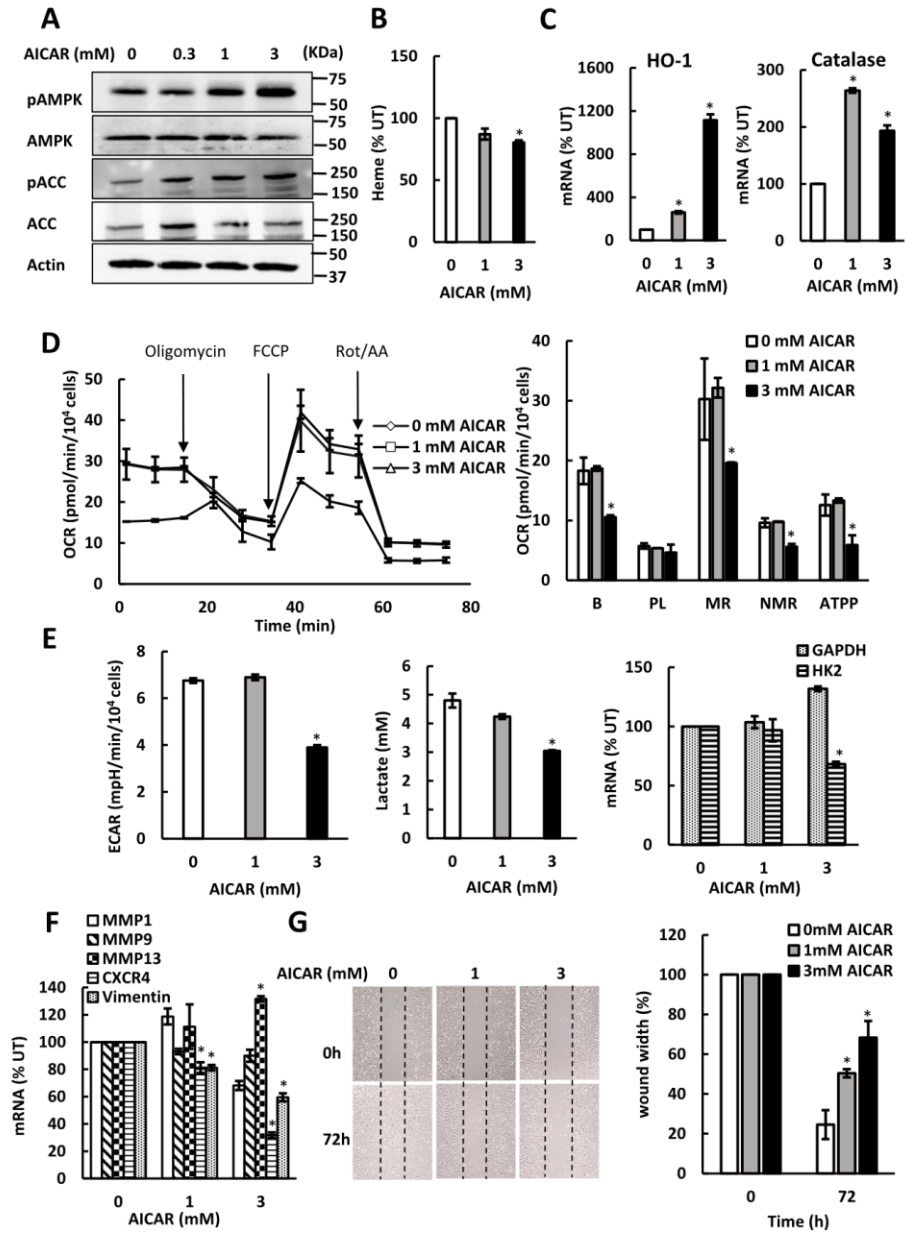 A
AICAR (mM) 0 0.3 1 3 (KDa)
pAMPK
75
50
AMPK
75
50
pACC
250
150
ACC
250
150
Actin
50
37
B
Heme (% UT)
150
100
50
0
0 1 3
AICAR (mM)
C
HO-1
mRNA (% UT)
1600
1200
800
400
0
*
*
0 1 3
AICAR (mM)
Catalase
mRNA (% UT)
300
200
100
0
*
*
0 1 3
AICAR (mM)
*
D
Oligomycin FCCP Rot/AA
OCR (pmol/min/10⁴ cells)
50
40
30
20
10
0
0 20 40 60 80
Time (min)
0 mM AICAR
1 mM AICAR
3 mM AICAR
OCR (pmol/min/10⁴ cells)
40
30
20
10
0
0 mM AICAR
1 mM AICAR
3 mM AICAR
* * * *
B PL MR NMR ATPP
E
ECAR (mpH/min/10⁴ cells)
8
6
4
2
0
*
0 1 3
AICAR (mM)
Lactate (mM)
6
5
4
3
2
1
0
*
0 1 3
AICAR (mM)
GAPDH
HK2
mRNA (% UT)
150
100
50
0
*
0 1 3
AICAR (mM)
F
MMP1
MMP9
MMP13
CXCR4
Vimentin
mRNA (% UT)
140
120
100
80
60
40
20
0
* * * * *
0 1 3
AICAR (mM)
G
AICAR (mM) 0 1 3
0h
72h
0mM AICAR
1mM AICAR
3mM AICAR
wound width (%)
120
100
80
60
40
20
0
* *
0 72
Time (h)